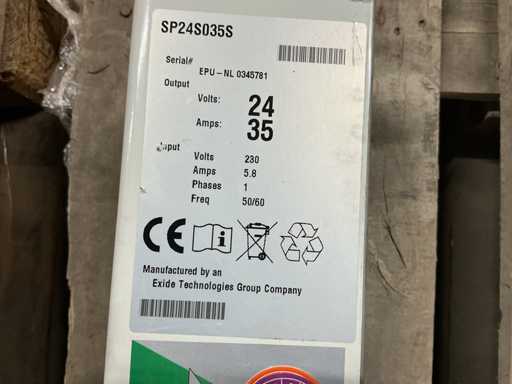 SP24S035S
Serial#
EPU-NL 0345781
Output
Volts: 24
Amps: 35
Input
Volts 230
Amps 5.8
Phases 1
Freq 50/60
CE
Manufactured by an
Exide Technologies Group Company